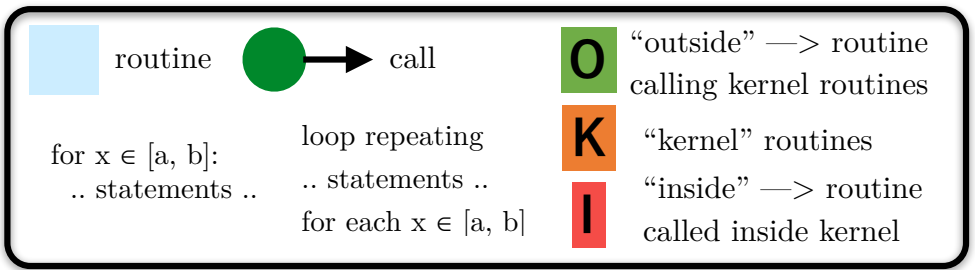 routine
call
for x ∈ [a, b]:
.. statements ..
loop repeating
.. statements ..
for each x ∈ [a, b]
O
“outside” —> routine
calling kernel routines
K
“kernel” routines
I
“inside” —> routine
called inside kernel